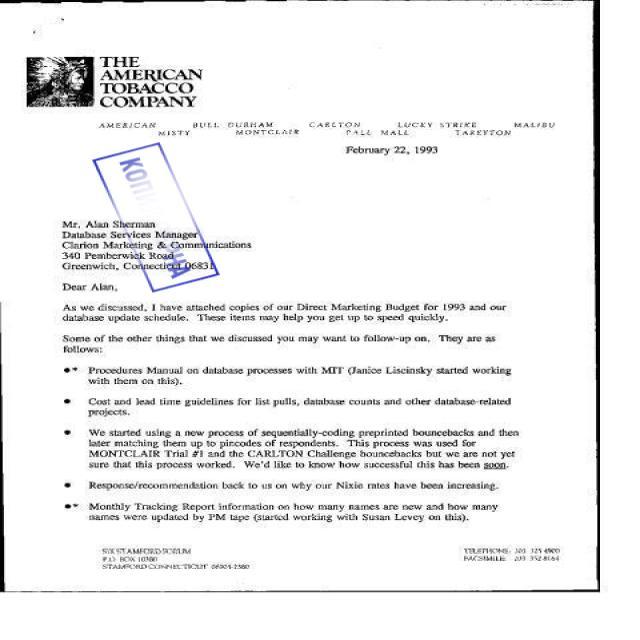 THE
AMERICAN
TOBACCO
COMPANY
AMERICAN BULL DURHAM CARLTON LUCKY STRIKE MALIBU
MISTY MONTCLAIR PALL MALL TAREYTON
February 22, 1993
Mr. Alan Sherman
Database Services Manager
Clarion Marketing & Communications
340 Pemberwick Road
Greenwich, Connecticut 06831
Dear Alan,
As we discussed, I have attached copies of our Direct Marketing Budget for 1993 and our
database update schedule. These items may help you get up to speed quickly.
Some of the other things that we discussed you may want to follow-up on. They are as
follows:
●* Procedures Manual on database processes with MIT (Janice Liscinsky started working
with them on this).
● Cost and lead time guidelines for list pulls, database counts and other database-related
projects.
● We started using a new process of sequentially-coding preprinted bouncebacks and then
later matching them up to pincodes of respondents. This process was used for
MONTCLAIR Trial #1 and the CARLTON Challenge bouncebacks but we are not yet
sure that this process worked. We'd like to know how successful this has been soon.
● Response/recommendation back to us on why our Nixie rates have been increasing.
●* Monthly Tracking Report information on how many names are new and how many
names were updated by PM tape (started working with Susan Levey on this).
SIX STAMFORD FORUM
P.O. BOX 10380
STAMFORD CONNECTICUT 06904-2380
TELEPHONE: 203 325-4900
FACSIMILE: 203 352-8164